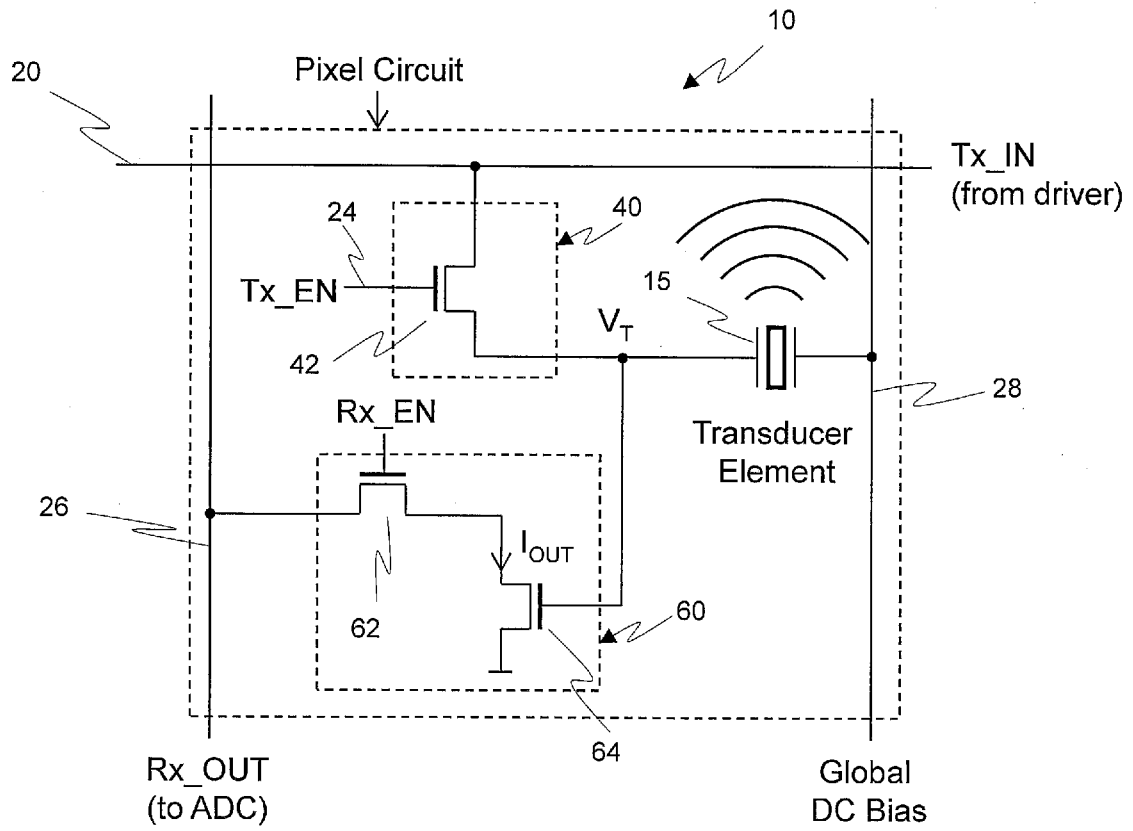 10
20
Pixel Circuit
Tx_IN
(from driver)
24
40
Tx_EN
15
V_T
42
28
Rx_EN
Transducer
Element
26
I_OUT
62
60
64
Rx_OUT
(to ADC)
Global
DC Bias